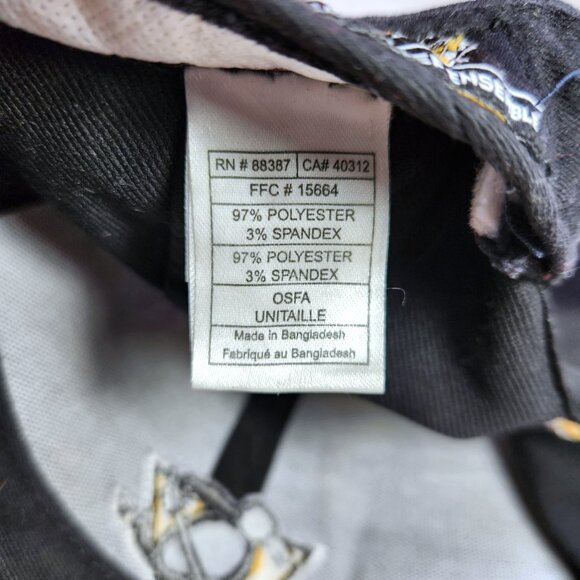 RN # 88387 CA# 40312
FFC # 15664
97% POLYESTER
3% SPANDEX
97% POLYESTER
3% SPANDEX
OSFA
UNITAILLE
Made in Bangladesh
Fabriqué au Bangladesh